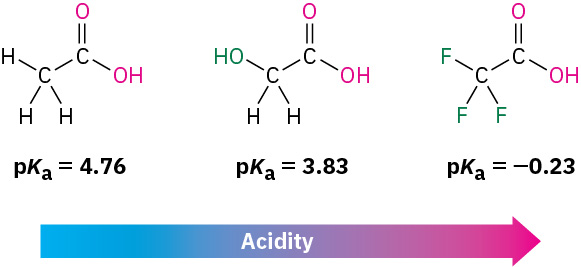 O O O
H C HO C F C
C OH C OH C OH
H H H H F F
pKa = 4.76 pKa = 3.83 pKa = −0.23
Acidity